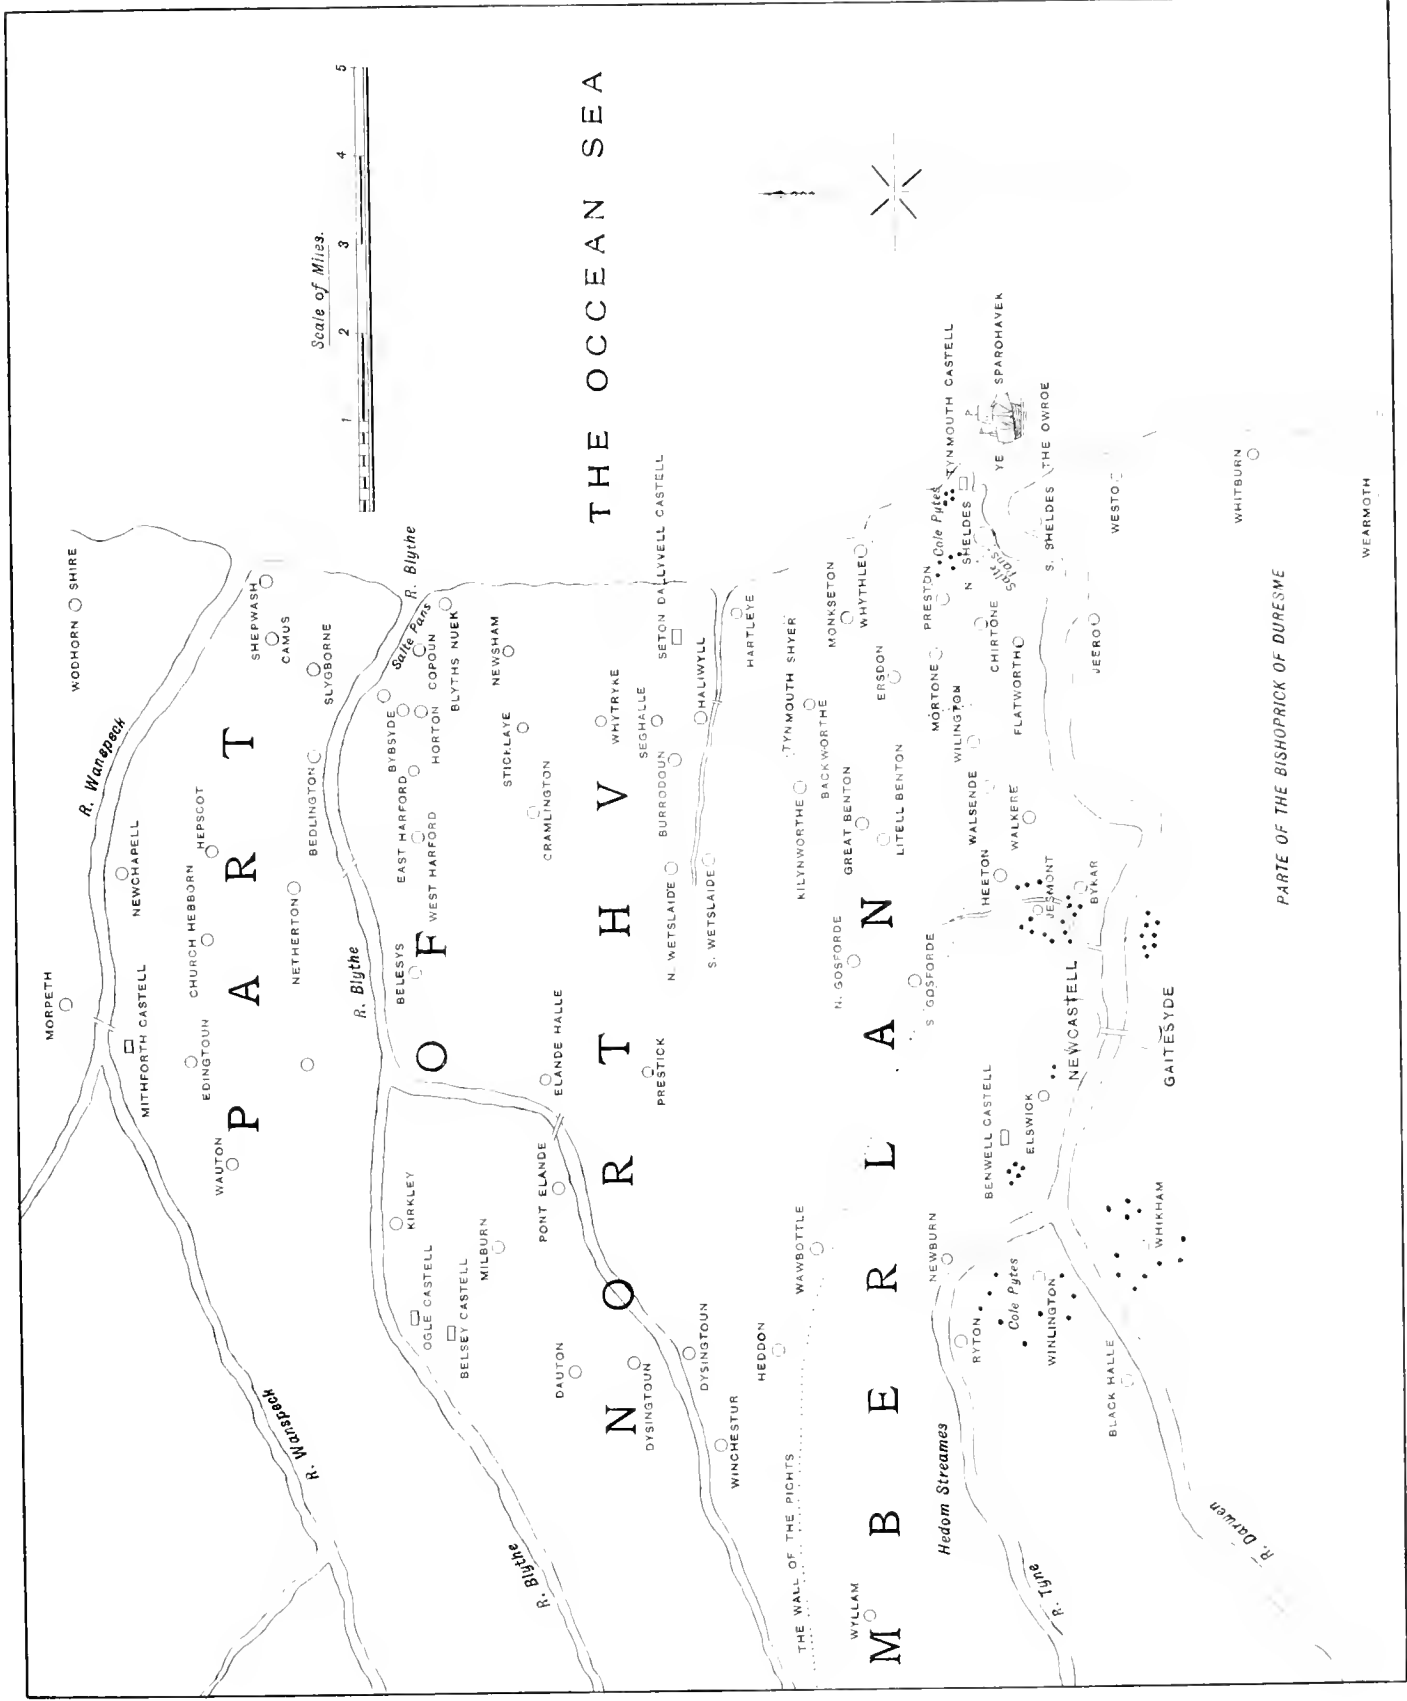 PART OF NORTHVMBERLAN
THE OCCEAN SEA
Scale of Miles.
1 2 3 4 5
WODHORN SHIRE
R. Wanspeck
MORPETH
NEWCHAPELL
MITHFORTH CASTELL
HEPSCOT
CHURCH HEBBORN
EDINGTOUN
WAUTON
R. Wanspeck
SHEPWASH
CAMUS
SLYGBORNE
BEDLINGTON
NETHERTON
R. Blythe
R. Blythe
R. Blythe
Salte Pans
COPOUN
BLYTHS NUEK
BYBSYDE
HORTON
EAST HARFORD
WEST HARFORD
BELESYS
KIRKLEY
OGLE CASTELL
BELSEY CASTELL
MILBURN
NEWSHAM
STICKLAYE
CRAMLINGTON
ELANDE HALLE
PONT ELANDE
DAUTON
WHYTRYKE
SEGHALLE
BURRODOUN
SETON DALLYVELL CASTELL
HALIWYLL
HARTLEYE
N. WETSLAIDE
S. WETSLAIDE
PRESTICK
DYSINGTOUN
DYSINGTOUN
WINCHESTUR
HEDDON
WAWBOTTLE
THE WALL OF THE PICHTS
WYLLAM
TYNMOUTH SHYER
MONKSETON
WHYTHLE
BACKWORTHE
KILYNWORTHE
ERSDON
GREAT BENTON
LITELL BENTON
N. GOSFORDE
S GOSFORDE
PRESTON
Cole Pytes
TYNMOUTH CASTELL
N SHELDES
Salte Pans
YE SPAROHAVEK
S. SHELDES
THE OWROE
MORTONE
CHIRTONE
FLATWORTH
WILINGTON
WALSENDE
WALKERE
HEETON
JESMONT
BYKAR
NEWCASTELL
GAITESYDE
BENWELL CASTELL
ELSWICK
NEWBURN
Hedom Streames
R. Tyne
RYTON
Cole Pytes
WINLINGTON
WHIKHAM
BLACK HALLE
R. Darwen
JEERO
WESTO
WHITBURN
WEARMOTH
PARTE OF THE BISHOPRICK OF DURESME